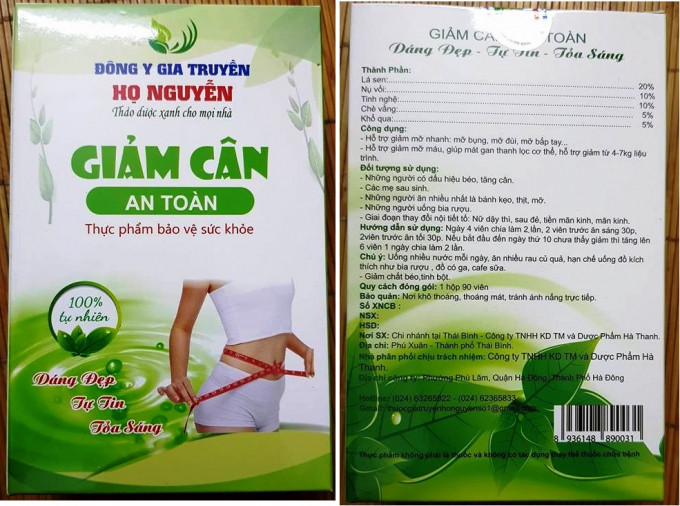 ĐÔNG Y GIA TRUYỀN
HỌ NGUYỄN
Thảo dược xanh cho mọi nhà
GIẢM CÂN
AN TOÀN
Thực phẩm bảo vệ sức khỏe
100%
tự nhiên
Dáng Đẹp
Tự Tin
Tỏa Sáng
GIẢM CÂN TOÀN
Dáng Đẹp - Tự Tin - Tỏa Sáng
Thành Phần:
Lá sen: 20%
Nụ vối: 10%
Tinh nghệ: 10%
Chè vằng: 5%
Khổ qua: 5%
Công dụng:
- Hỗ trợ giảm mỡ nhanh: mỡ bụng, mỡ đùi, mỡ bắp tay...
- Hỗ trợ giảm mỡ máu, giúp mát gan thanh lọc cơ thể, hỗ trợ giảm từ 4-7kg liệu
trình.
Đối tượng sử dụng:
- Những người có dấu hiệu béo, tăng cân.
- Các mẹ sau sinh.
- Những người ăn nhiều nhất là bánh kẹo, thịt, mỡ.
- Những người uống bia rượu.
- Giai đoạn thay đổi nội tiết tố: Nữ dậy thì, sau đẻ, tiền mãn kinh, mãn kinh.
Hướng dẫn sử dụng: Ngày 4 viên chia làm 2 lần, 2 viên trước ăn sáng 30p,
2viên trước ăn tối 30p. Nếu bắt đầu đến ngày thứ 10 chưa thấy giảm thì tăng lên
6 viên 1 ngày chia làm 2 lần.
Chú ý: Uống nhiều nước mỗi ngày, ăn nhiều rau củ quả, hạn chế uống đồ kích
thích như bia rượu , đồ có ga, cafe sữa.
- Giảm chất béo,tinh bột.
Quy cách đóng gói: 1 hộp 90 viên
Bảo quản: Nơi khô thoáng, thoáng mát, tránh ánh nắng trực tiếp.
Số XNCB :
NSX:
HSD:
Nơi SX: Chi nhánh tại Thái Bình - Công ty TNHH KD TM và Dược Phẩm Hà Thanh.
Địa chỉ: Phú Xuân - Thành phố Thái Bình.
Nhà phân phối chịu trách nhiệm: Công ty TNHH KD TM và Dược Phẩm Hà
Thanh.
Địa chỉ công ty: Phường Phú Lãm, Quận Hà Đông, Thành Phố Hà Đông
Hotline: (024) 63265822 - (024) 62365833
8 936148 890031
Thực phẩm không phải là thuốc và không có tác dụng thay thế thuốc chữa bệnh